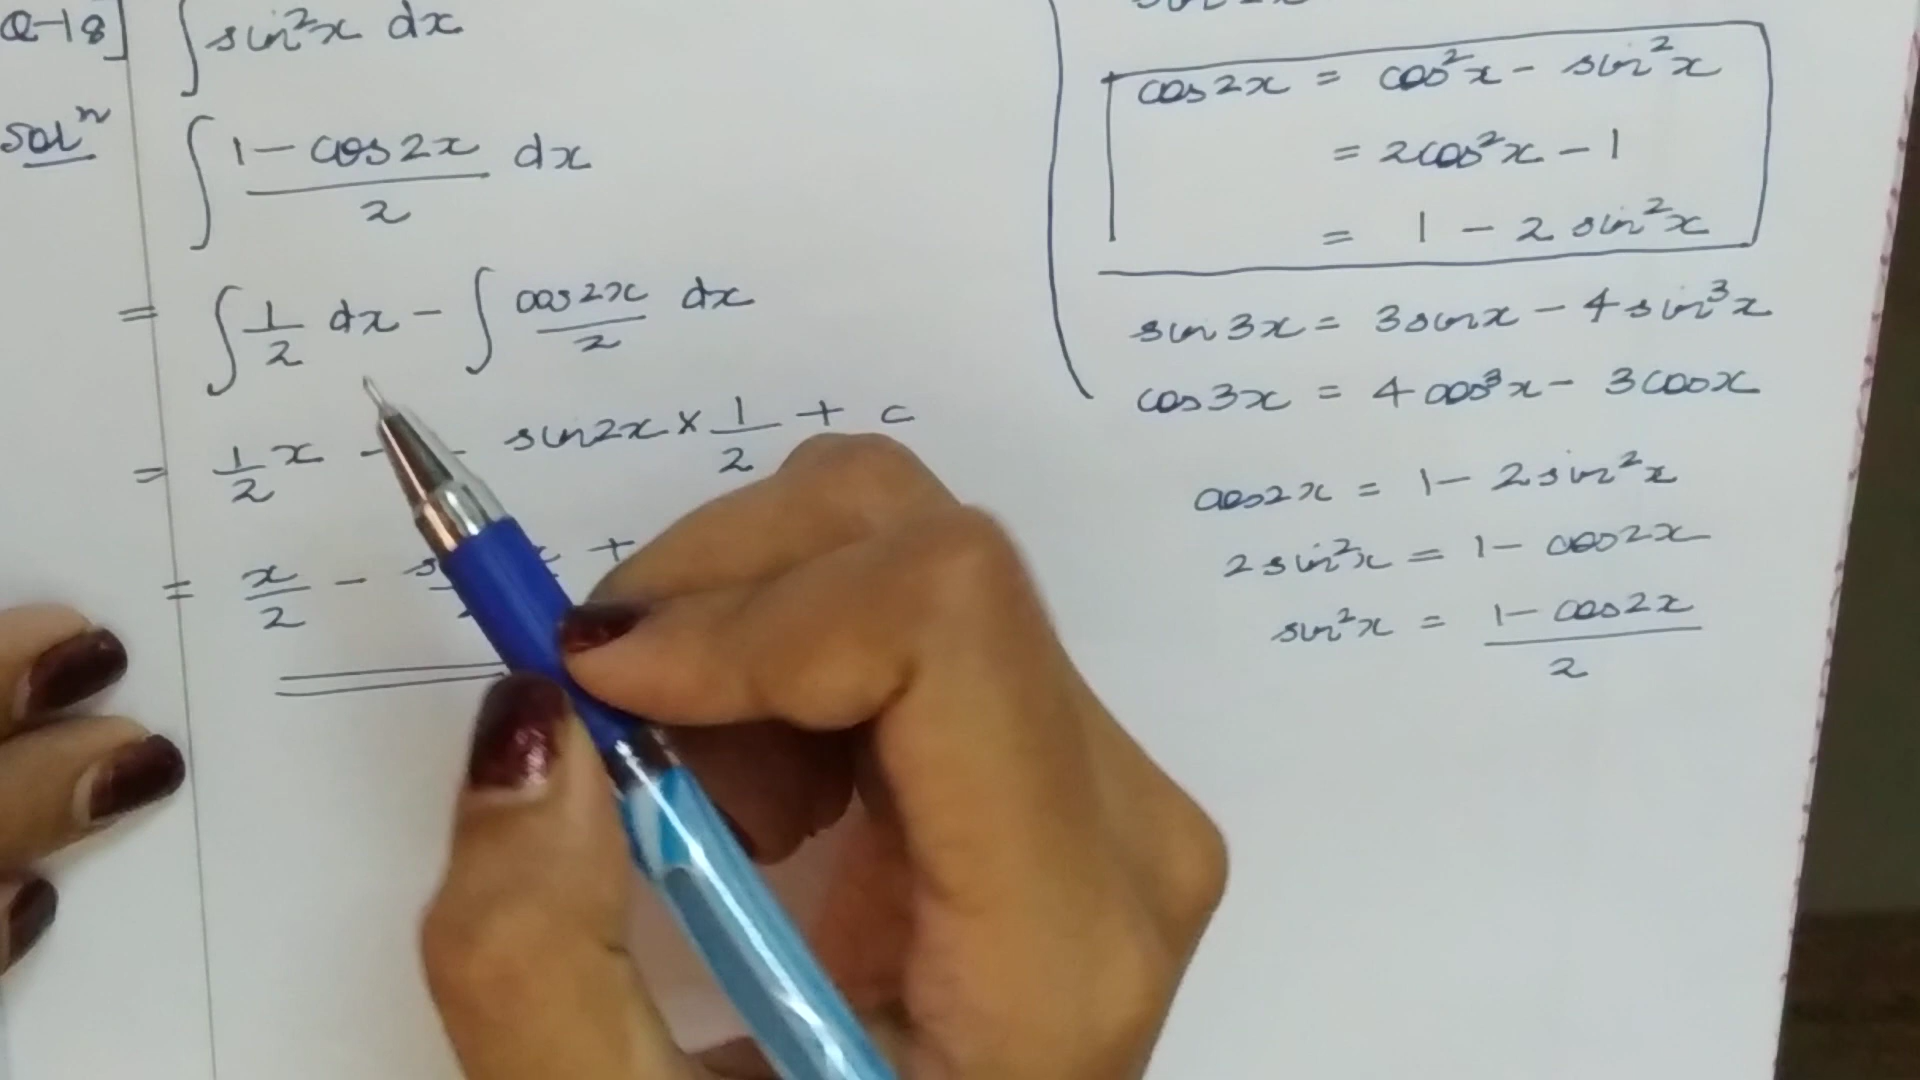 Q-18] ∫ sin²x dx
Solⁿ ∫ (1 - cos2x)/2 dx
= ∫ 1/2 dx - ∫ cos2x/2 dx
= 1/2 x - sin2x × 1/2 + c
= x/2 - +
cos2x = cos²x - sin²x
= 2cos²x - 1
= 1 - 2 sin²x
sin3x = 3sinx - 4sin³x
cos3x = 4cos³x - 3cosx
cos2x = 1 - 2sin²x
2sin²x = 1 - cos2x
sin²x = (1 - cos2x)/2